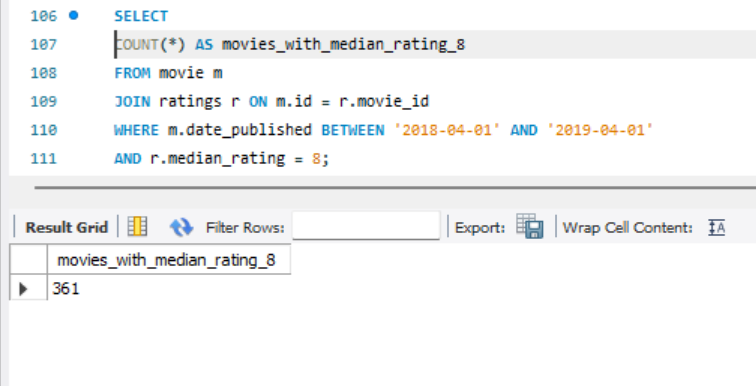 106 SELECT
107 COUNT(*) AS movies_with_median_rating_8
108 FROM movie m
109 JOIN ratings r ON m.id = r.movie_id
110 WHERE m.date_published BETWEEN '2018-04-01' AND '2019-04-01'
111 AND r.median_rating = 8;
Result Grid Filter Rows: Export: Wrap Cell Content: IA
movies_with_median_rating_8
361